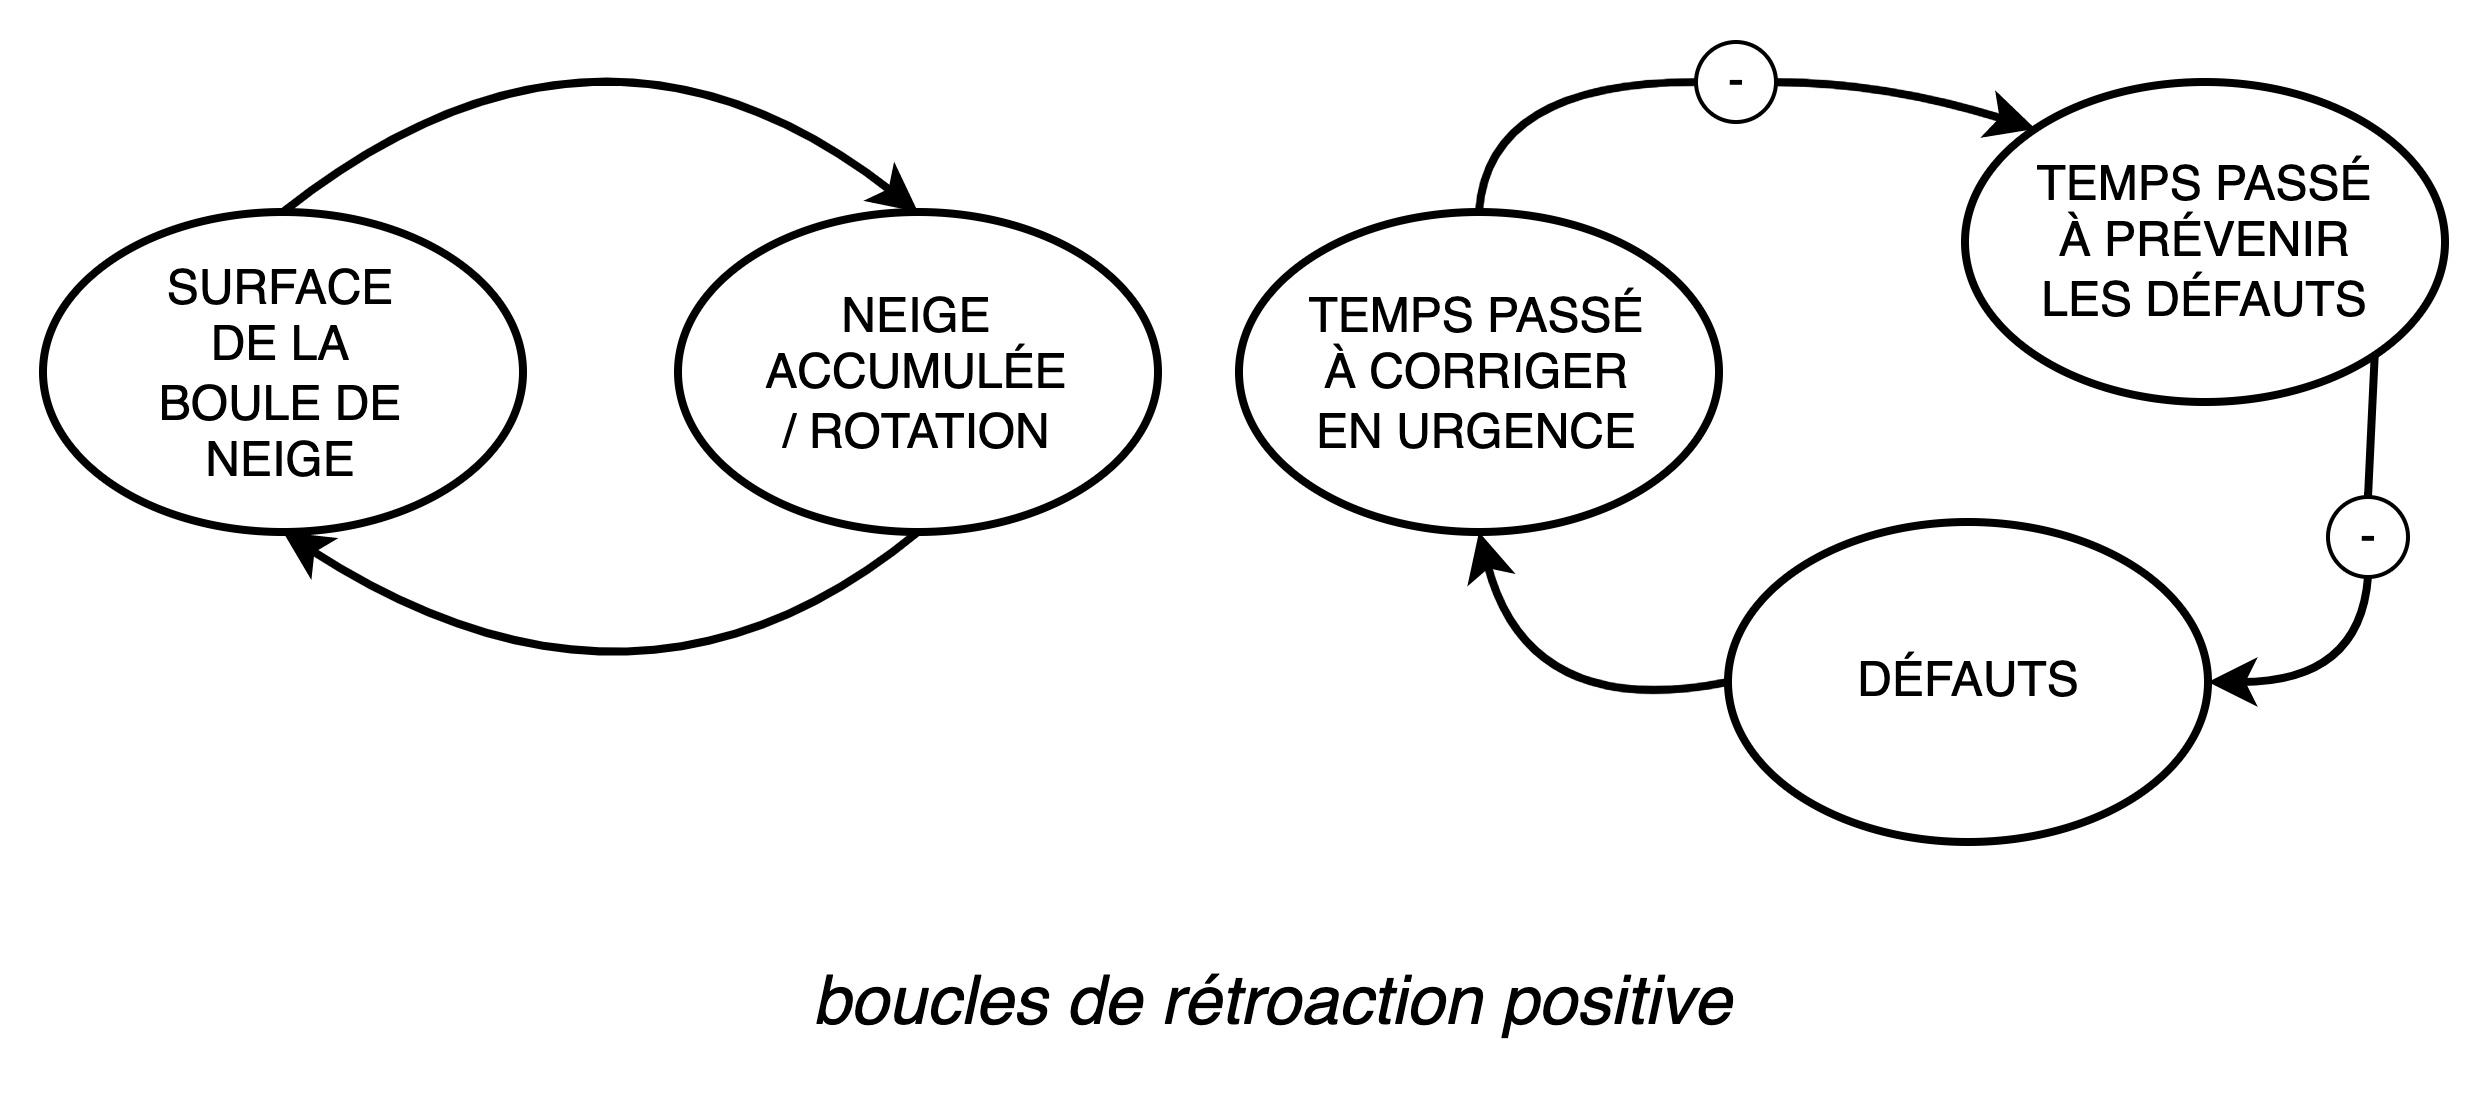 SURFACE
DE LA
BOULE DE
NEIGE
NEIGE
ACCUMULÉE
/ ROTATION
TEMPS PASSÉ
À CORRIGER
EN URGENCE
-
TEMPS PASSÉ
À PRÉVENIR
LES DÉFAUTS
-
DÉFAUTS
boucles de rétroaction positive